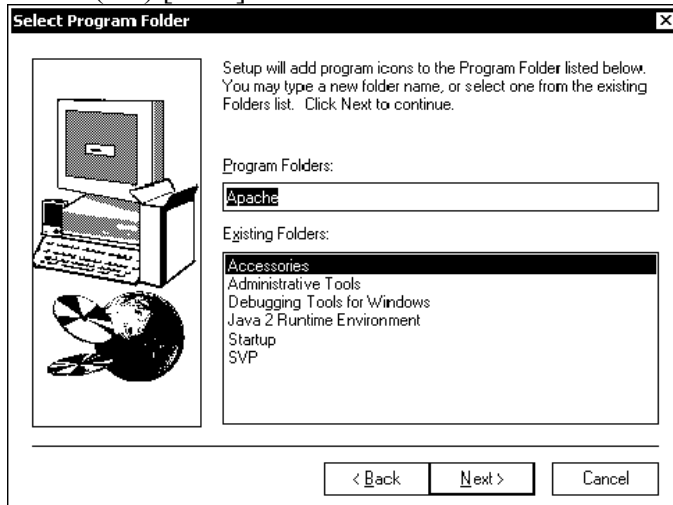 Select Program Folder
Setup will add program icons to the Program Folder listed below.
You may type a new folder name, or select one from the existing
Folders list. Click Next to continue.
Program Folders:
Apache
Existing Folders:
Accessories
Administrative Tools
Debugging Tools for Windows
Java 2 Runtime Environment
Startup
SVP
< Back
Next >
Cancel